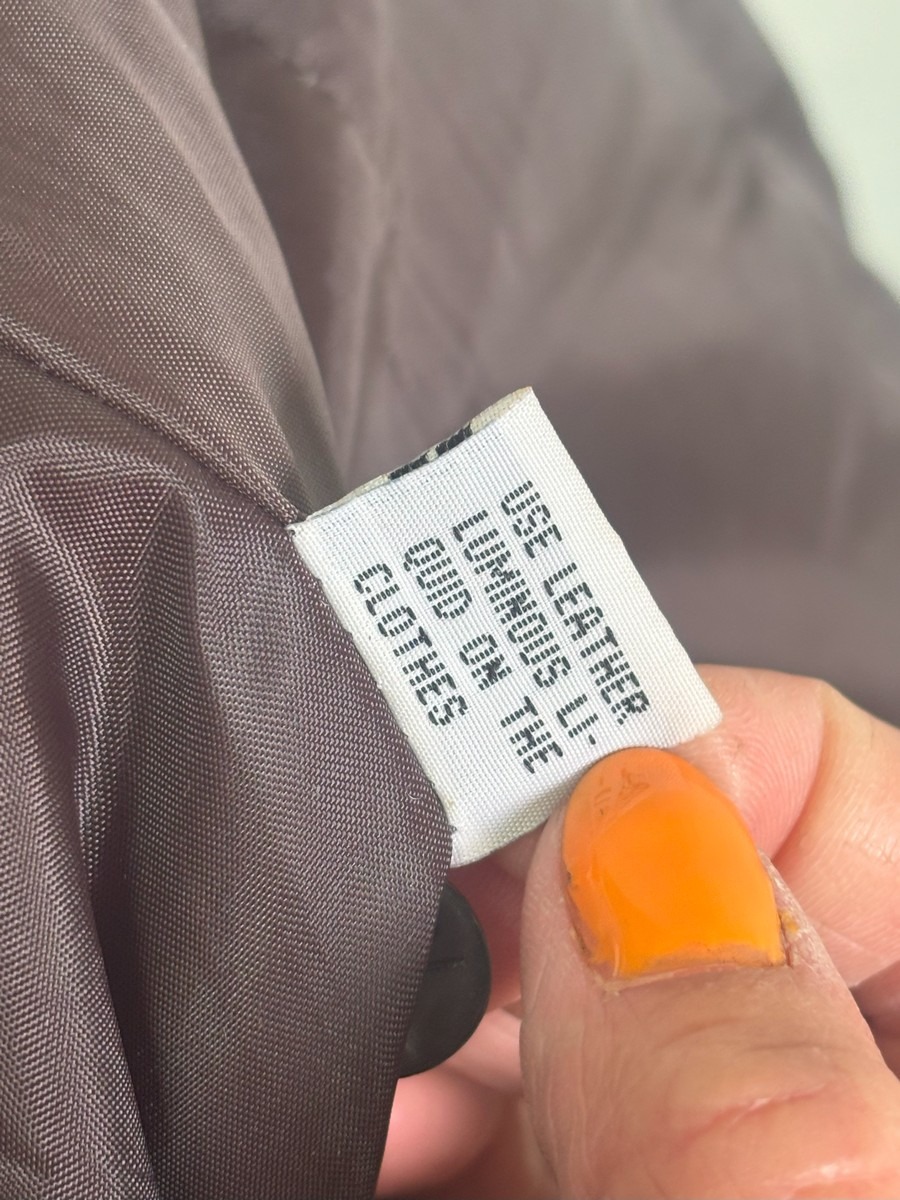 USE LEATHER
LUMINOUS LI-
QUID ON THE
CLOTHES